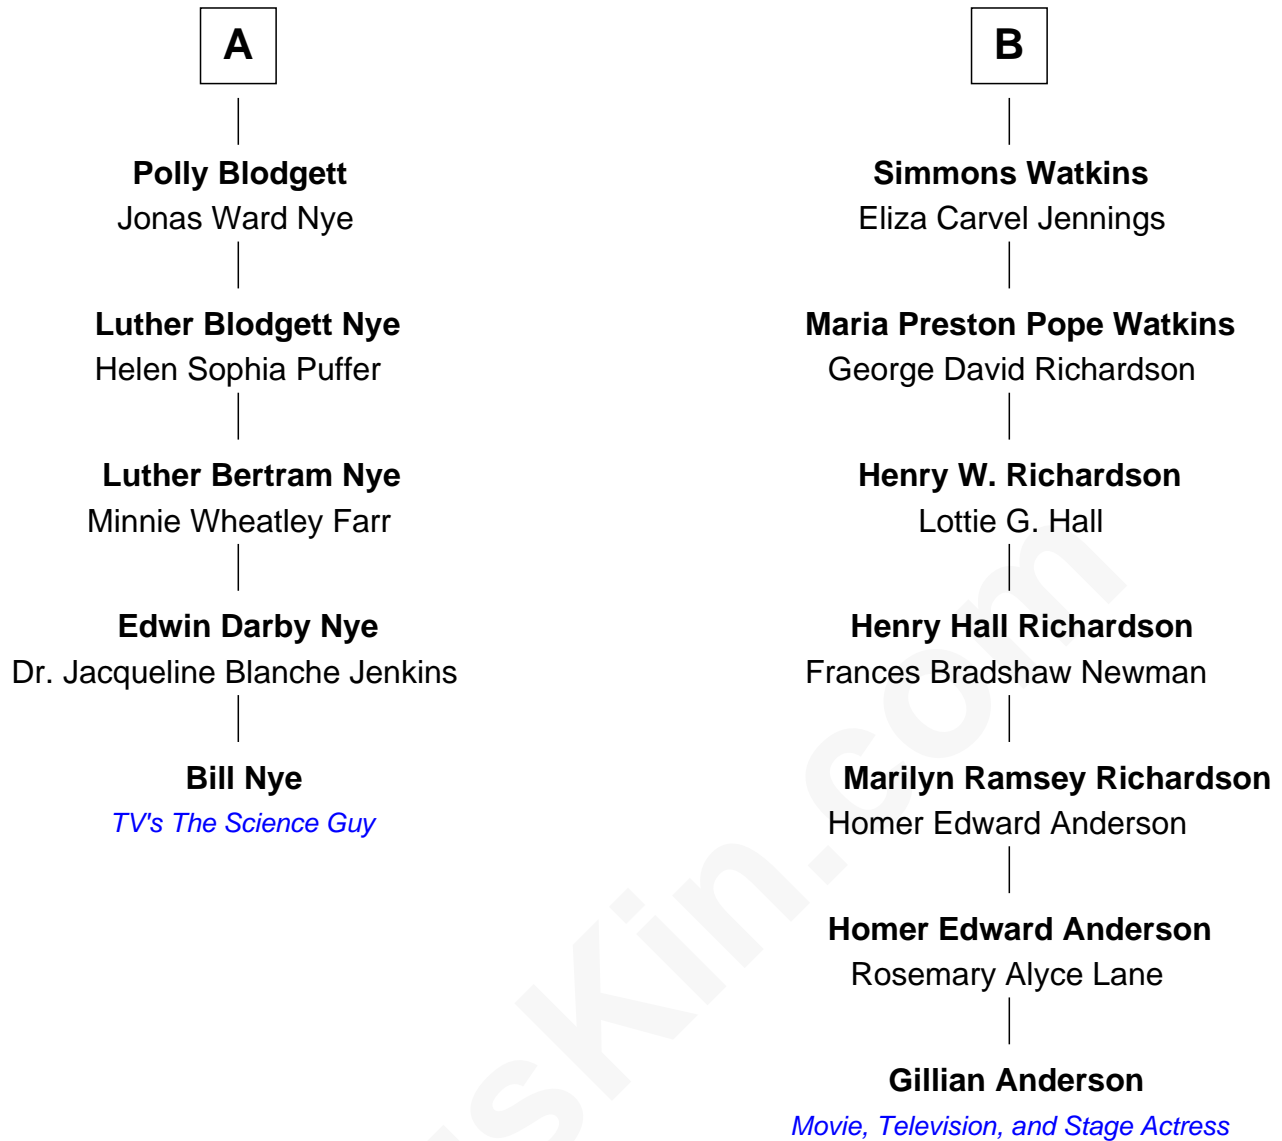 A
Polly Blodgett
Jonas Ward Nye
Luther Blodgett Nye
Helen Sophia Puffer
Luther Bertram Nye
Minnie Wheatley Farr
Edwin Darby Nye
Dr. Jacqueline Blanche Jenkins
Bill Nye
TV's The Science Guy
B
Simmons Watkins
Eliza Carvel Jennings
Maria Preston Pope Watkins
George David Richardson
Henry W. Richardson
Lottie G. Hall
Henry Hall Richardson
Frances Bradshaw Newman
Marilyn Ramsey Richardson
Homer Edward Anderson
Homer Edward Anderson
Rosemary Alyce Lane
Gillian Anderson
Movie, Television, and Stage Actress
sKin.com